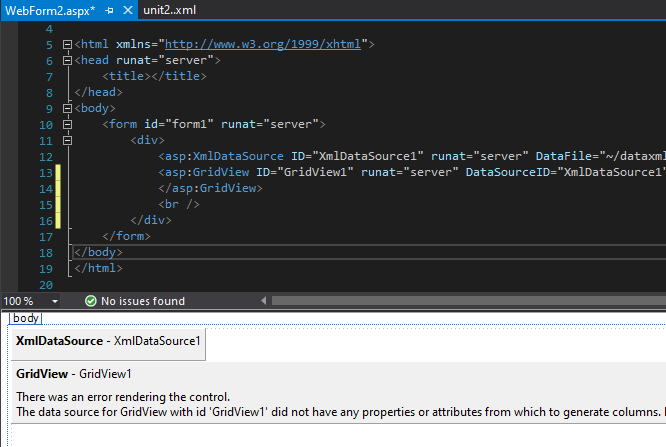 WebForm2.aspx*
unit2..xml
4
5 <html xmlns="http://www.w3.org/1999/xhtml">
6 <head runat="server">
7 <title></title>
8 </head>
9 <body>
10 <form id="form1" runat="server">
11 <div>
12 <asp:XmlDataSource ID="XmlDataSource1" runat="server" DataFile="~/dataxml
13 <asp:GridView ID="GridView1" runat="server" DataSourceID="XmlDataSource1"
14 </asp:GridView>
15 <br />
16 </div>
17 </form>
18 </body>
19 </html>
20
100 % No issues found
body
XmlDataSource - XmlDataSource1
GridView - GridView1
There was an error rendering the control.
The data source for GridView with id 'GridView1' did not have any properties or attributes from which to generate columns.